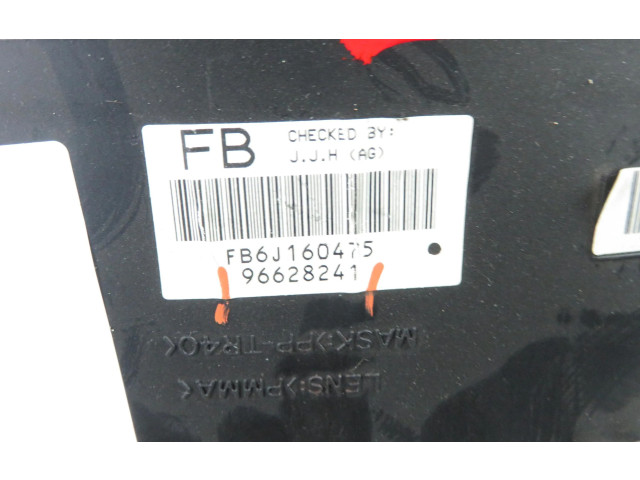 FB
CHECKED BY:
J.J.H (AG)
FB6J160475
96628241
MASK:>PP-TR40<
LENS:>PMMA<